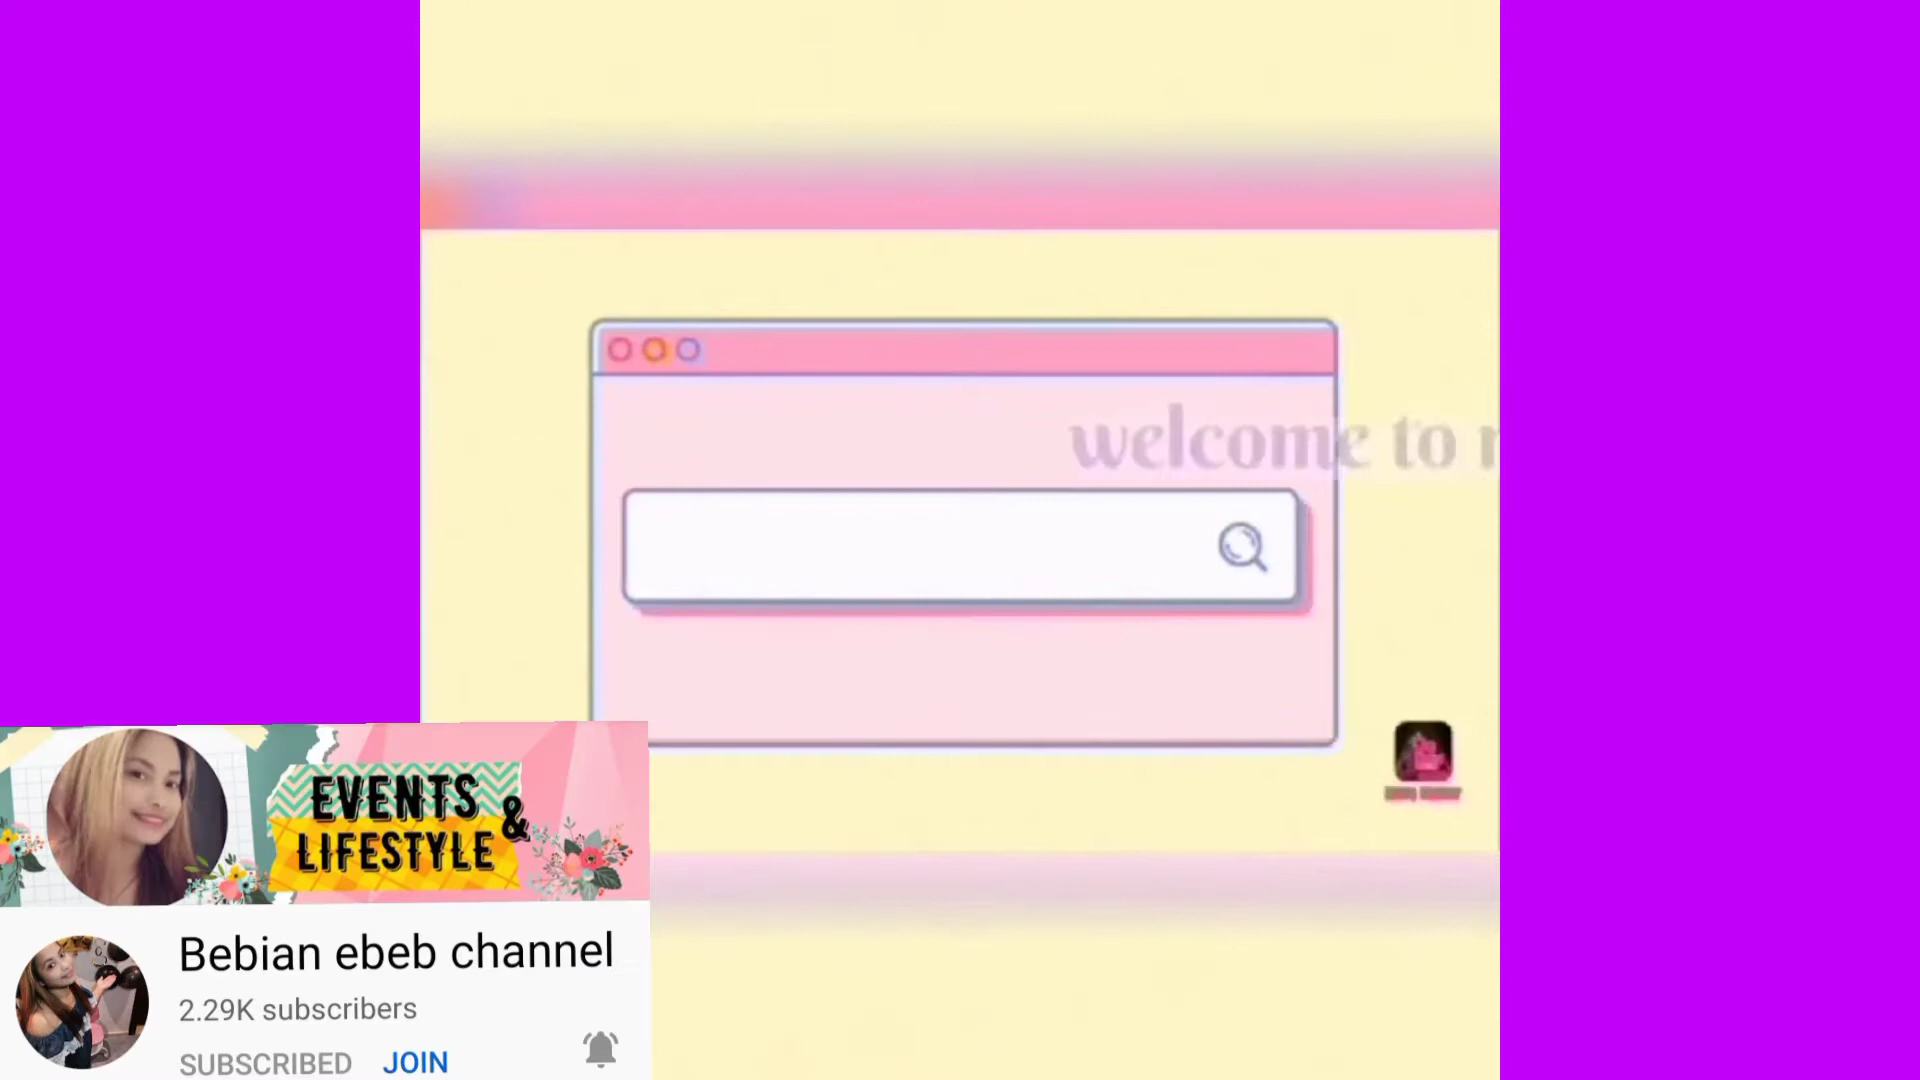 welcome to
EVENTS
&
LIFESTYLE
Bebian ebeb channel
2.29K subscribers
SUBSCRIBED JOIN